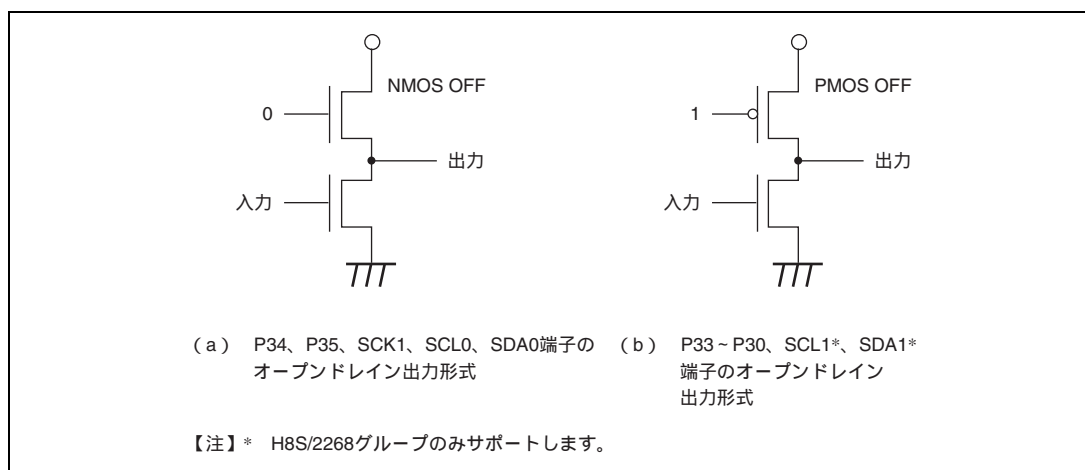 NMOS OFF
0
出力
入力
PMOS OFF
1
出力
入力
（a） P34、P35、SCK1、SCL0、SDA0端子の
オープンドレイン出力形式
（b） P33～P30、SCL1*、SDA1*
端子のオープンドレイン
出力形式
【注】* H8S/2268グループのみサポートします。